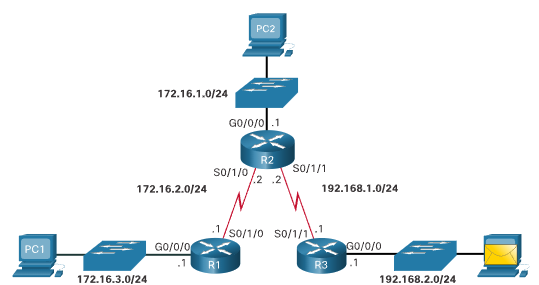 PC2
172.16.1.0/24
G0/0/0 .1
R2
S0/1/0 S0/1/1
.2 .2
172.16.2.0/24 192.168.1.0/24
.1 S0/1/0 S0/1/1 .1
PC1 G0/0/0 R1 R3 G0/0/0
.1 .1
172.16.3.0/24 192.168.2.0/24